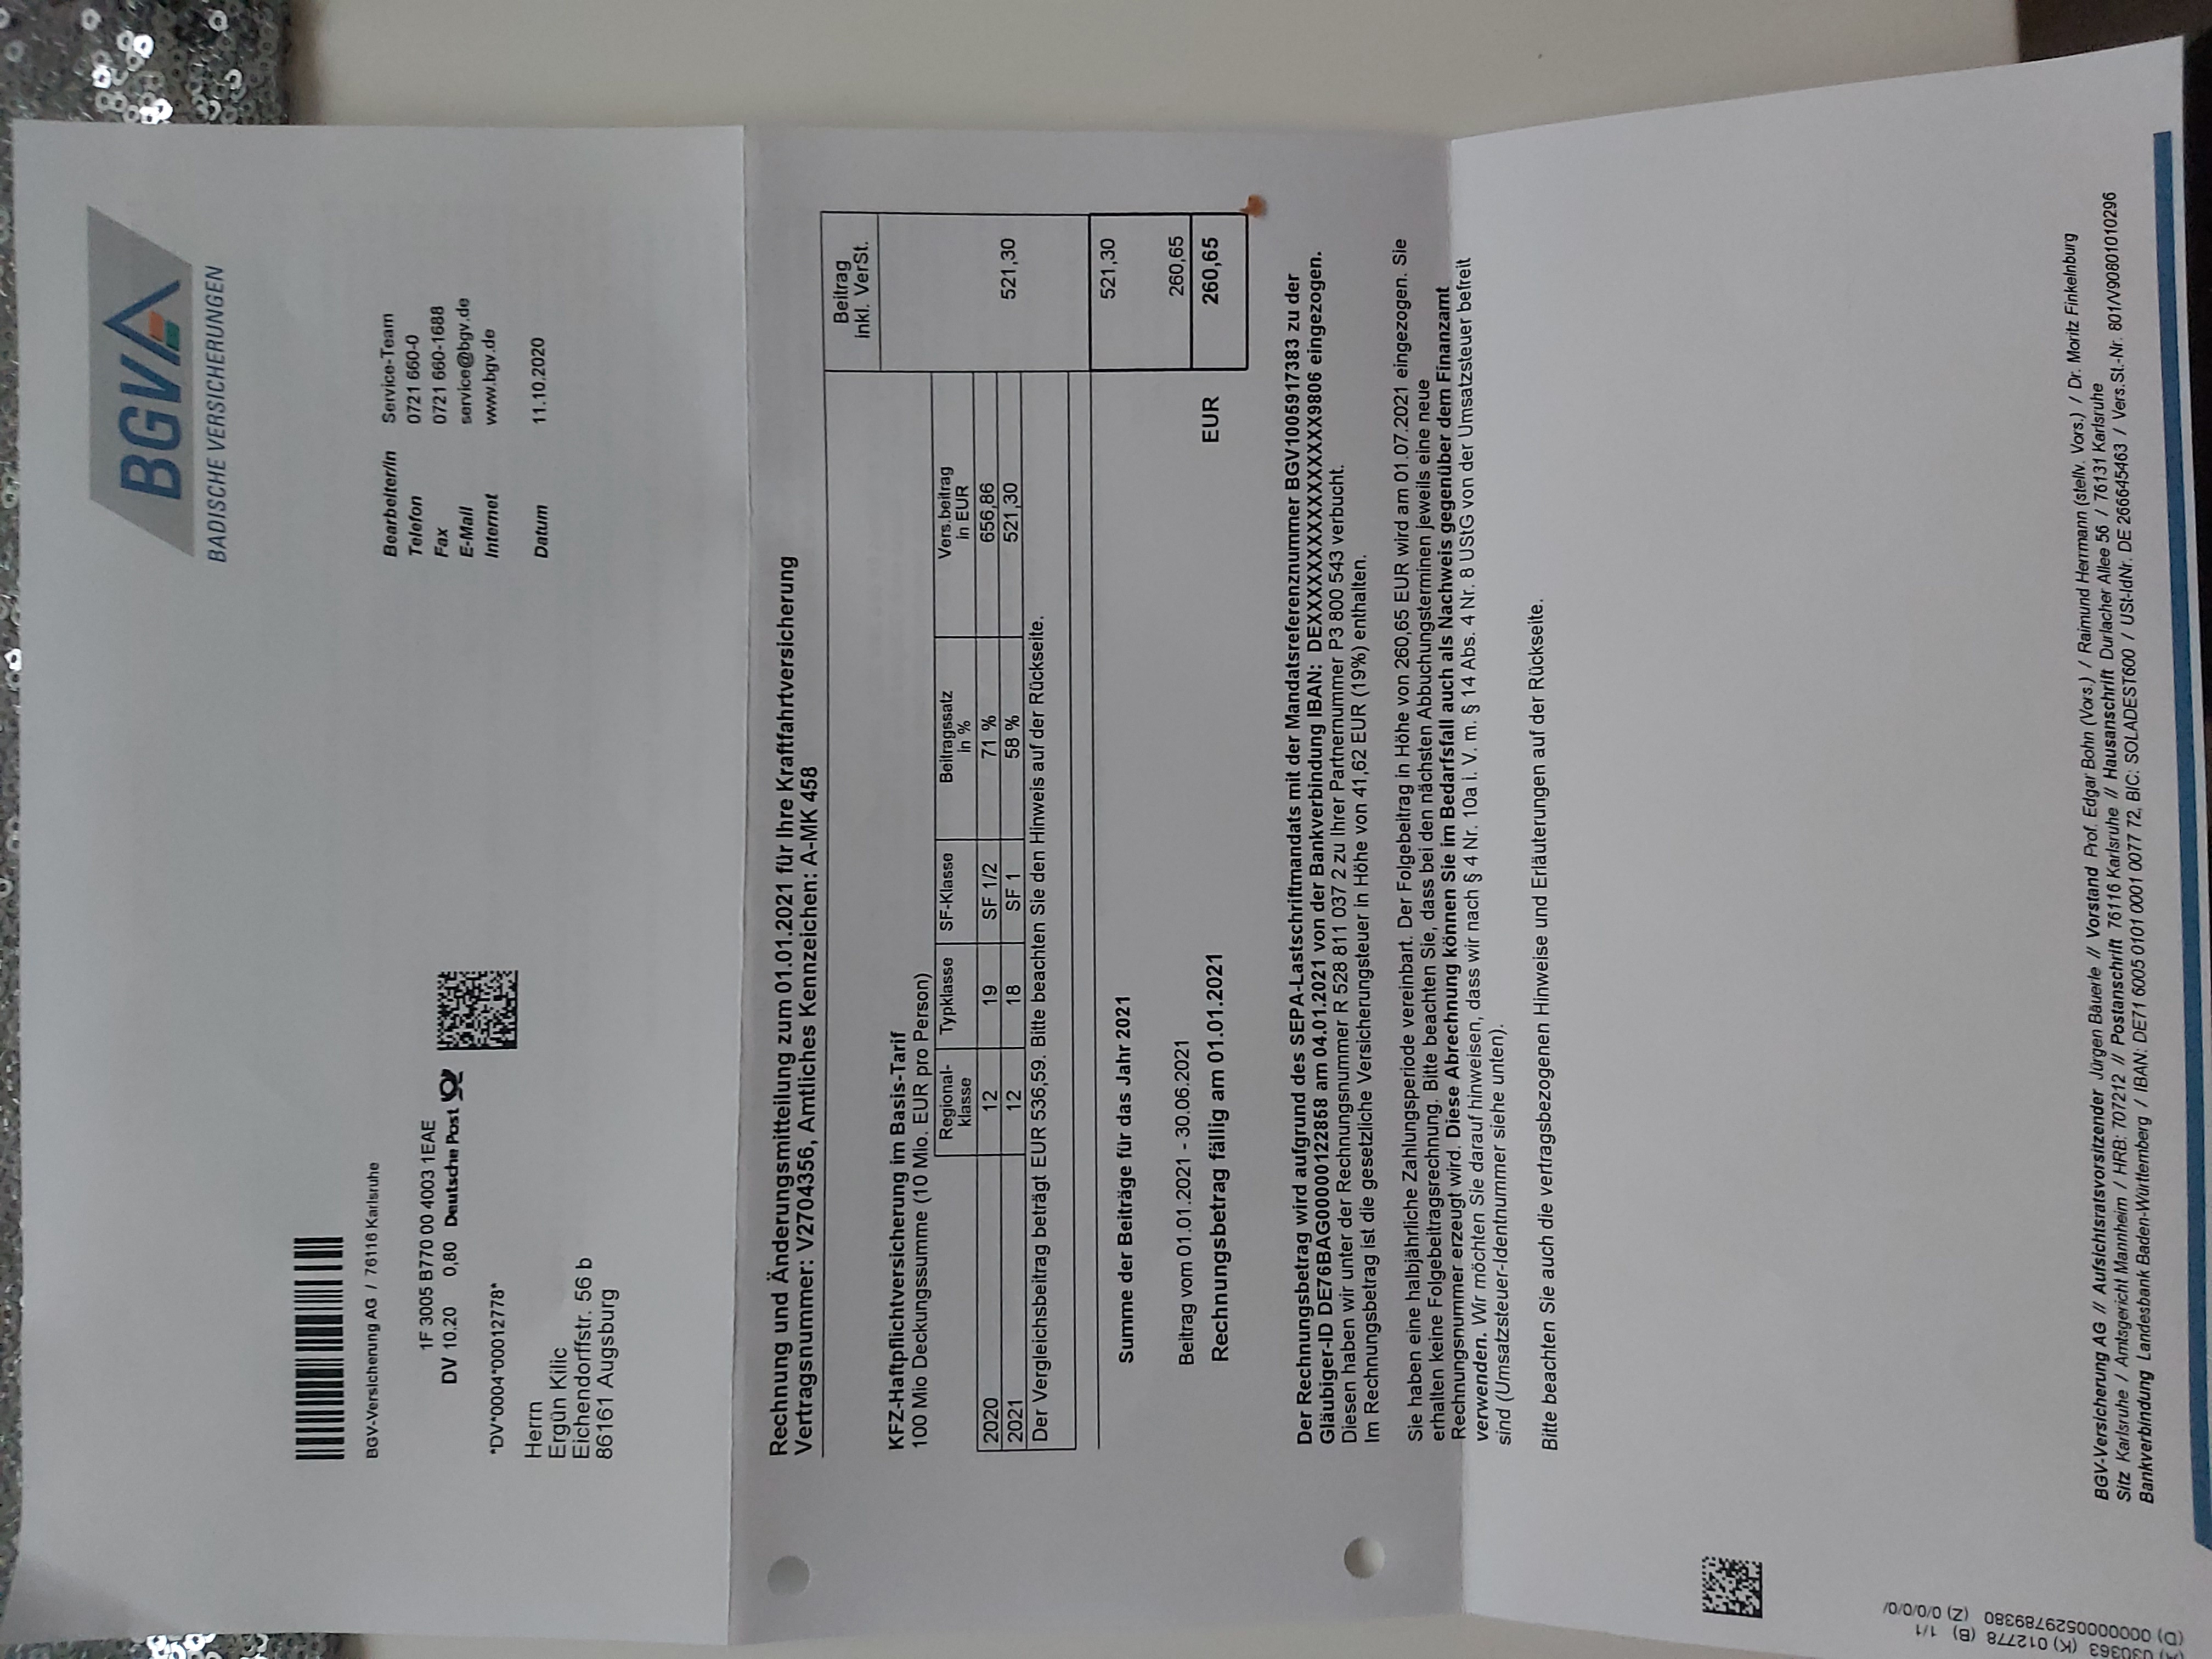 BGV
BADISCHE VERSICHERUNGEN
BGV-Versicherung AG / 76116 Karlsruhe
1F 3005 B770 00 4003 1EAE
DV 10.20 0,80 Deutsche Post
*DV*0004*00012778*
Herrn
Ergün Kilic
Eichendorffstr. 56 b
86161 Augsburg
Bearbeiter/in Service-Team
Telefon 0721 660-0
Fax 0721 660-1688
E-Mail service@bgv.de
Internet www.bgv.de
Datum 11.10.2020
Rechnung und Änderungsmitteilung zum 01.01.2021 für Ihre Kraftfahrtversicherung
Vertragsnummer: V2704356, Amtliches Kennzeichen: A-MK 458
Beitrag
inkl. VerSt.
KFZ-Haftpflichtversicherung im Basis-Tarif
100 Mio Deckungssumme (10 Mio. EUR pro Person)
Regional- Typklasse SF-Klasse Beitragssatz Vers.beitrag
klasse in % in EUR
2020 12 19 SF 1/2 71 % 656,86
2021 12 18 SF 1 58 % 521,30 521,30
Der Vergleichsbeitrag beträgt EUR 536,59. Bitte beachten Sie den Hinweis auf der Rückseite.
Summe der Beiträge für das Jahr 2021 521,30
Beitrag vom 01.01.2021 - 30.06.2021 260,65
Rechnungsbetrag fällig am 01.01.2021 EUR 260,65
Der Rechnungsbetrag wird aufgrund des SEPA-Lastschriftmandats mit der Mandatsreferenznummer BGV1005917383 zu der
Gläubiger-ID DE76BAG00000122858 am 04.01.2021 von der Bankverbindung IBAN: DEXXXXXXXXXXXXXXXX9806 eingezogen.
Diesen haben wir unter der Rechnungsnummer R 528 811 037 2 zu Ihrer Partnernummer P3 800 543 verbucht.
Im Rechnungsbetrag ist die gesetzliche Versicherungsteuer in Höhe von 41,62 EUR (19%) enthalten.
Sie haben eine halbjährliche Zahlungsperiode vereinbart. Der Folgebeitrag in Höhe von 260,65 EUR wird am 01.07.2021 eingezogen. Sie
erhalten keine Folgebeitragsrechnung. Bitte beachten Sie, dass bei den nächsten Abbuchungsterminen jeweils eine neue
Rechnungsnummer erzeugt wird. Diese Abrechnung können Sie im Bedarfsfall auch als Nachweis gegenüber dem Finanzamt
verwenden. Wir möchten Sie darauf hinweisen, dass wir nach § 4 Nr. 10a i. V. m. § 14 Abs. 4 Nr. 8 UStG von der Umsatzsteuer befreit
sind (Umsatzsteuer-Identnummer siehe unten).
Bitte beachten Sie auch die vertragsbezogenen Hinweise und Erläuterungen auf der Rückseite.
(K) 012778 (B) 1/1
(D) 0000000529789380 (Z) 0/0/0/0/
BGV-Versicherung AG // Aufsichtsratsvorsitzender Jürgen Bäuerle // Vorstand Prof. Edgar Bohn (Vors.) / Raimund Herrmann (stellv. Vors.) / Dr. Moritz Finkelnburg
Sitz Karlsruhe / Amtsgericht Mannheim / HRB: 707212 // Postanschrift 76116 Karlsruhe // Hausanschrift Durlacher Allee 56 / 76131 Karlsruhe
Bankverbindung Landesbank Baden-Württemberg / IBAN: DE71 6005 0101 0001 0077 72, BIC: SOLADEST600 / USt-IdNr. DE 266645463 / Vers.St.-Nr. 801/V90801010296